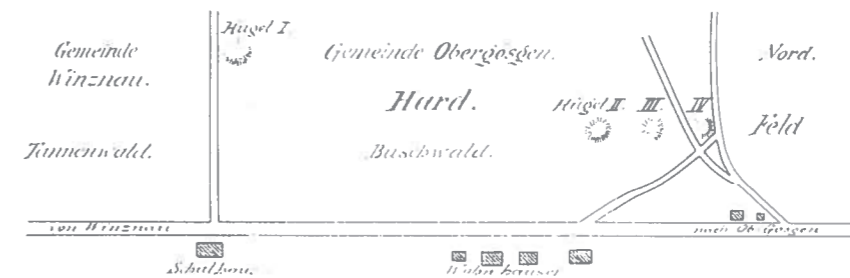 Hügel I.
Gemeinde
Winznau.
Gemeinde Obergösgen.
Nord.
Hard.
Hügel II. III. IV
Feld
Tannenwald.
Buschwald.
von Winznau
nach Obergösgen
Schulhaus.
Wohnhäuser